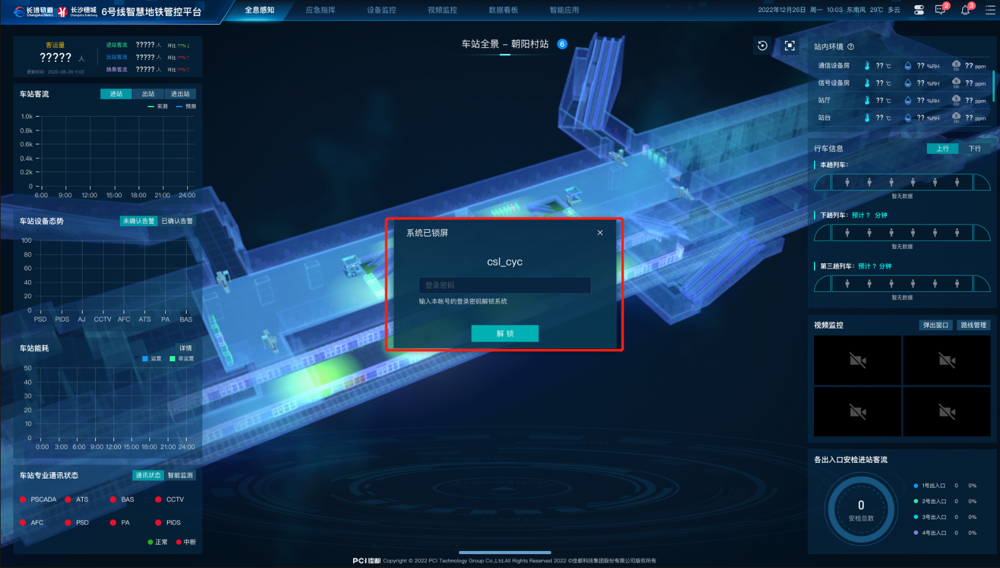 长沙轨道 Changsha Metro 长沙穗城 Changsha Suicheng 6号线智慧地铁管控平台
全息感知 应急指挥 设备监控 视频监控 数据看板 智能应用
2022年12月26日 周一 10:03 东南风 29℃ 多云 2 3
客运量
????? 人
更新时间：2022-08-29 11:03
进站客流 ????? 人 环比 ??%↓
出站客流 ????? 人 环比 ??%↑
换乘客流 ????? 人 环比 ??%↑
车站客流 进站 出站 进出站
实测 预测
1.0k
0.8k
0.6k
0.4k
0.2k
0
6:00 9:00 12:00 15:00 18:00 21:00 24:00
车站设备态势 未确认告警 已确认告警
100
80
60
40
20
0
PSD PIDS AJ CCTV AFC ATS PA BAS
车站能耗 详情
运营 非运营
50
40
30
20
10
0
0:00 3:00 6:00 9:00 12:00 15:00 18:00 21:00 24:00
车站专业通讯状态 通讯状态 智能监测
PSCADA ATS BAS CCTV
AFC PSD PA PIDS
正常 中断
车站全景 – 朝阳村站 6
系统已锁屏 ×
csl_cyc
登录密码
输入本帐号的登录密码解锁系统
解 锁
站内环境 ?
通信设备房 ?? ℃ ?? %RH 无 CO2 ?? ppm
信号设备房 ?? ℃ ?? %RH 无 CO2 ?? ppm
站厅 ?? ℃ ?? %RH 无 CO2 ?? ppm
站台 ?? ℃ ?? %RH 无 CO2 ?? ppm
行车信息 上行 下行
本趟列车：
暂无数据
下趟列车：预计 ? 分钟
暂无数据
第三趟列车：预计 ? 分钟
暂无数据
视频监控 弹出窗口 路线管理
各出入口安检进站客流
0
安检总数
1号出入口 0 0%
2号出入口 0 0%
3号出入口 0 0%
4号出入口 0 0%
PCI 佳都 Copyright © 2022 PCI Technology Group Co.,Ltd.All Rights Reserved 2022 ©佳都科技集团股份有限公司版权所有